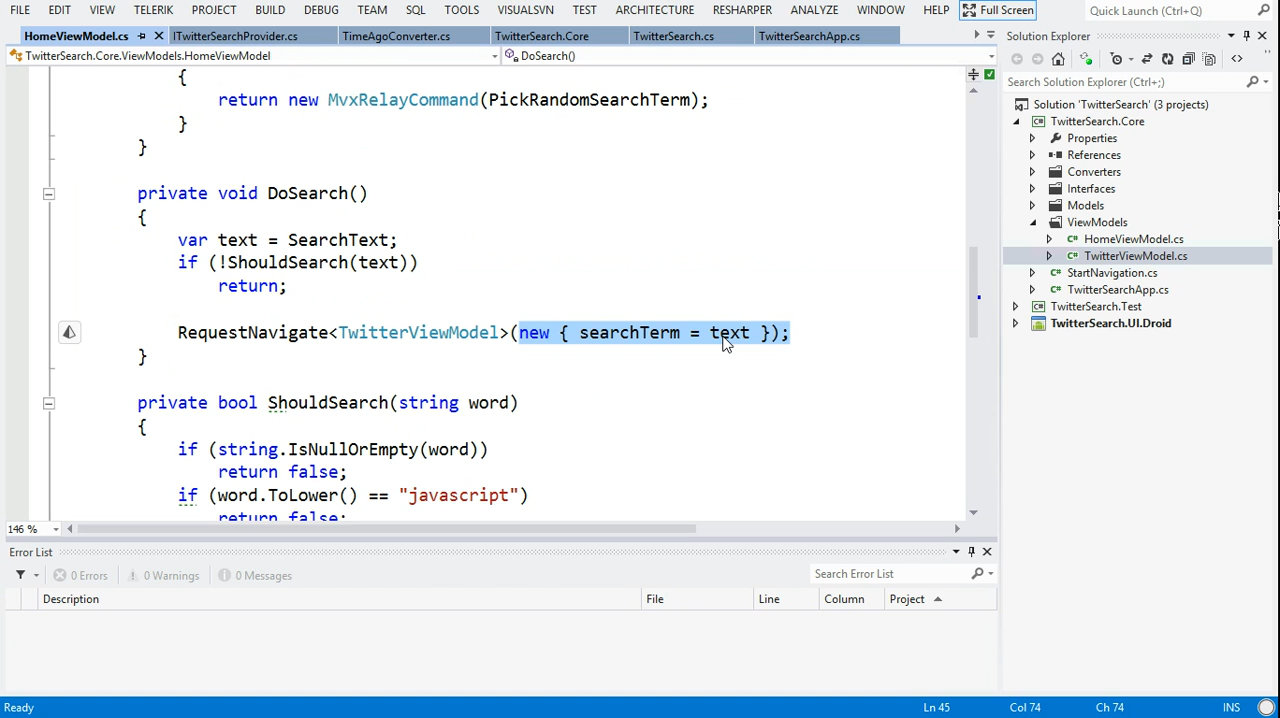 FILE EDIT VIEW TELERIK PROJECT BUILD DEBUG TEAM SQL TOOLS VISUALSVN TEST ARCHITECTURE RESHARPER ANALYZE WINDOW HELP Full Screen Quick Launch (Ctrl+Q)
HomeViewModel.cs ITwitterSearchProvider.cs TimeAgoConverter.cs TwitterSearch.Core TwitterSearch.cs TwitterSearchApp.cs
TwitterSearch.Core.ViewModels.HomeViewModel DoSearch()
{
return new MvxRelayCommand(PickRandomSearchTerm);
}
}
private void DoSearch()
{
var text = SearchText;
if (!ShouldSearch(text))
return;
RequestNavigate<TwitterViewModel>(new { searchTerm = text });
}
private bool ShouldSearch(string word)
{
if (string.IsNullOrEmpty(word))
return false;
if (word.ToLower() == "javascript")
return false;
146 %
Solution Explorer
Search Solution Explorer (Ctrl+;)
Solution 'TwitterSearch' (3 projects)
TwitterSearch.Core
Properties
References
Converters
Interfaces
Models
ViewModels
HomeViewModel.cs
TwitterViewModel.cs
StartNavigation.cs
TwitterSearchApp.cs
TwitterSearch.Test
TwitterSearch.UI.Droid
Error List
0 Errors 0 Warnings 0 Messages Search Error List
Description File Line Column Project
Ready Ln 45 Col 74 Ch 74 INS